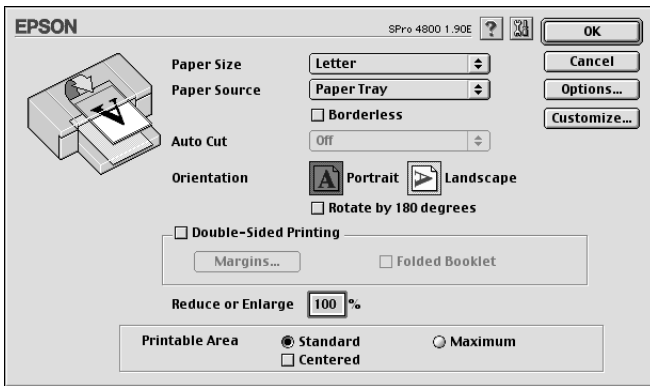 EPSON SPro 4800 1.90E ? OK
Paper Size Letter Cancel
Paper Source Paper Tray Options...
Borderless Customize...
Auto Cut Off
Orientation A Portrait A Landscape
Rotate by 180 degrees
Double-Sided Printing
Margins... Folded Booklet
Reduce or Enlarge 100 %
Printable Area Standard Maximum
Centered